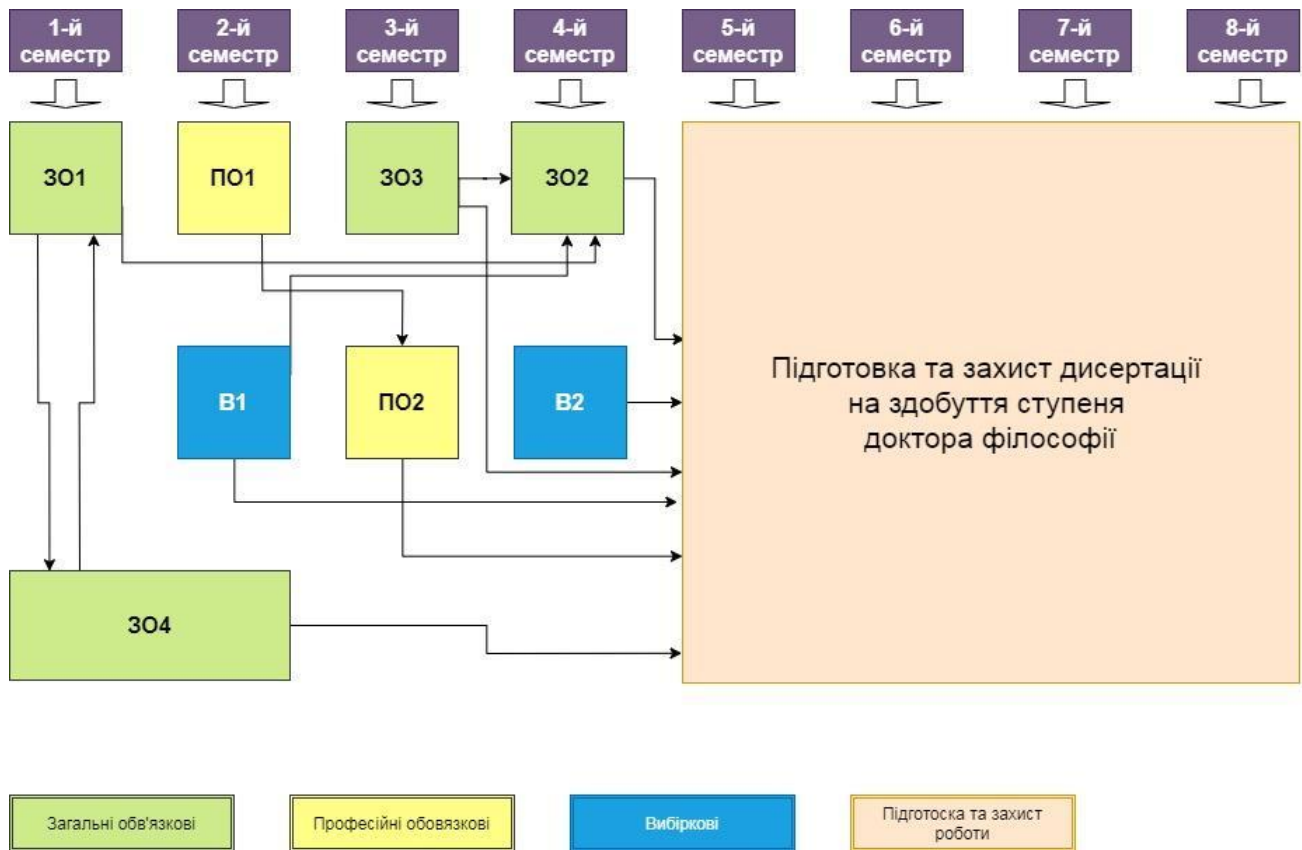 1-й
семестр
2-й
семестр
3-й
семестр
4-й
семестр
5-й
семестр
6-й
семестр
7-й
семестр
8-й
семестр
ЗО1
ПО1
ЗО3
ЗО2
В1
ПО2
В2
Підготовка та захист дисертації
на здобуття ступеня
доктора філософії
ЗО4
Загальні обв'язкові
Професійні обовязкові
Вибіркові
Підготоска та захист
роботи